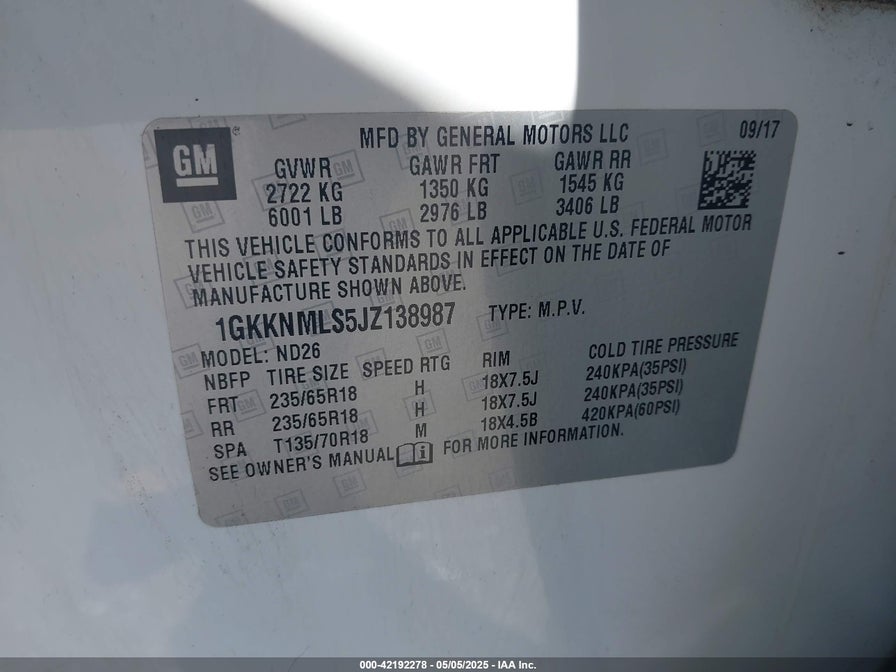 GM
MFD BY GENERAL MOTORS LLC
09/17
GVWR GAWR FRT GAWR RR
2722 KG 1350 KG 1545 KG
6001 LB 2976 LB 3406 LB
THIS VEHICLE CONFORMS TO ALL APPLICABLE U.S. FEDERAL MOTOR
VEHICLE SAFETY STANDARDS IN EFFECT ON THE DATE OF
MANUFACTURE SHOWN ABOVE.
1GKKNMLS5JZ138987 TYPE: M.P.V.
MODEL: ND26
NBFP TIRE SIZE SPEED RTG RIM COLD TIRE PRESSURE
FRT 235/65R18 H 18X7.5J 240KPA(35PSI)
RR 235/65R18 H 18X7.5J 240KPA(35PSI)
SPA T135/70R18 M 18X4.5B 420KPA(60PSI)
SEE OWNER'S MANUAL i FOR MORE INFORMATION.
000-42192278 - 05/05/2025 - IAA Inc.